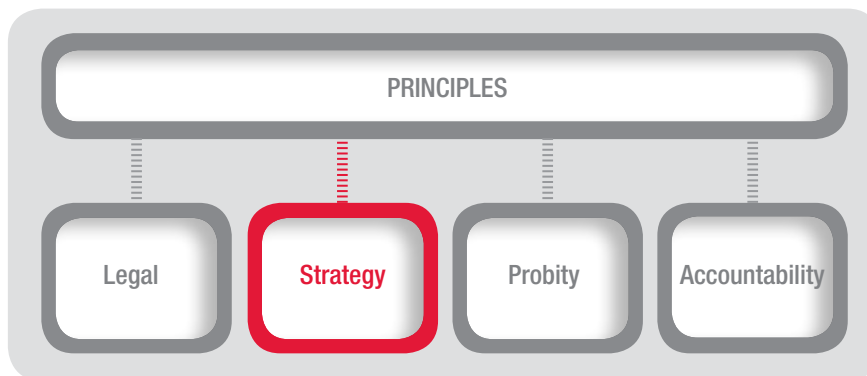 PRINCIPLES
Legal
Strategy
Probity
Accountability